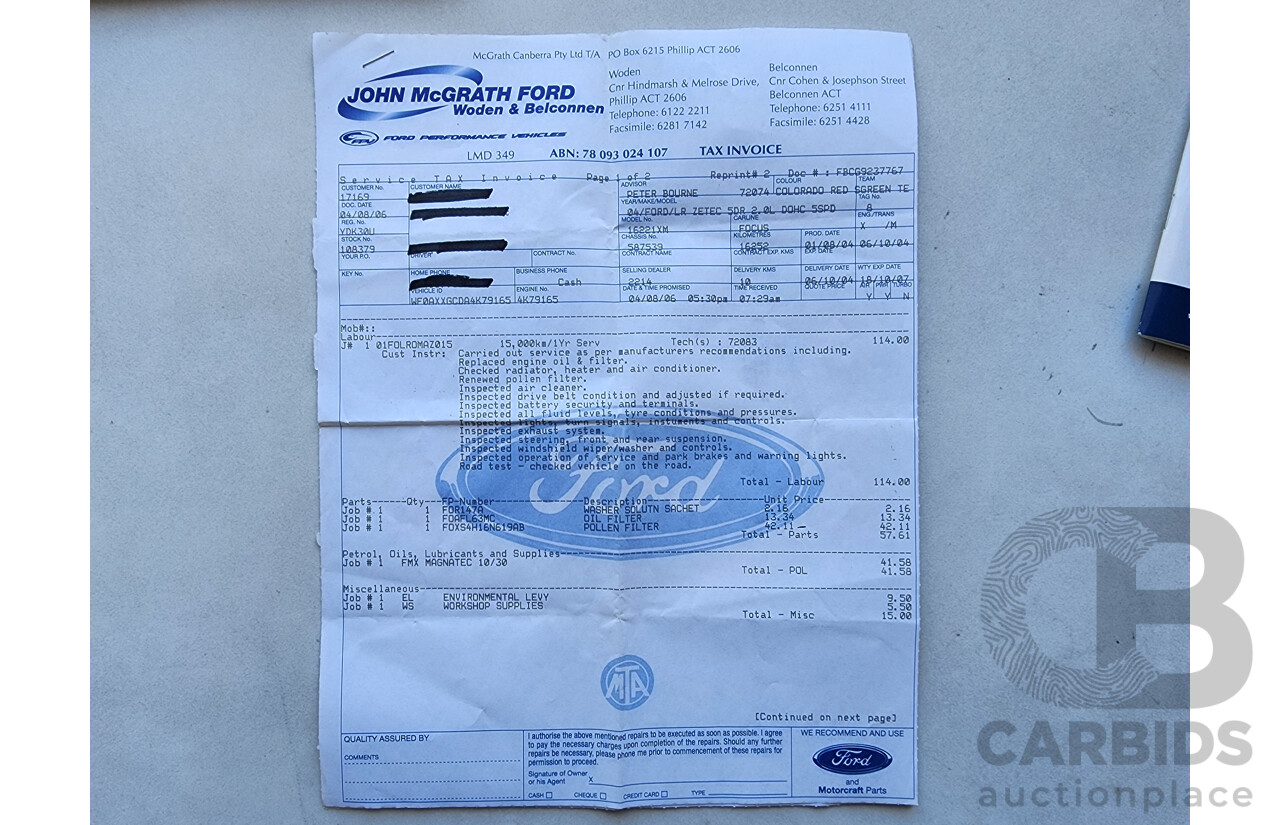 McGrath Canberra Pty Ltd T/A PO Box 6215 Phillip ACT 2606
JOHN McGRATH FORD
Woden & Belconnen
FPV FORD PERFORMANCE VEHICLES
Woden
Cnr Hindmarsh & Melrose Drive,
Phillip ACT 2606
Telephone: 6122 2211
Facsimile: 6281 7142
Belconnen
Cnr Cohen & Josephson Street
Belconnen ACT
Telephone: 6251 4111
Facsimile: 6251 4428
LMD 349 ABN: 78 093 024 107 TAX INVOICE
Service TAX Invoice Page 1 of 2 Reprint# 2 Doc # : FBCG9237767
CUSTOMER No. CUSTOMER NAME ADVISOR COLOUR TEAM
17169 PETER BOURNE 72074 COLORADO RED SGREEN TE
DOC. DATE YEAR/MAKE/MODEL TAG No.
04/08/06 04/FORD/LR ZETEC 5DR 2.0L DOHC 5SPD 8
REG. No. MODEL No. CARLINE ENG./TRANS
YDK30U 16221XM FOCUS X /M
STOCK No. CHASSIS No. KILOMETRES PROD. DATE
108379 587539 16252 01/08/04 06/10/04
YOUR P.O. DRIVER CONTRACT No. CONTRACT NAME CONTRACT EXP. KMS EXP DATE
KEY No. HOME PHONE BUSINESS PHONE SELLING DEALER DELIVERY KMS DELIVERY DATE WTY EXP DATE
Cash 2214 10 06/10/04 18/10/07
VEHICLE ID ENGINE No. DATE & TIME PROMISED TIME RECEIVED QUOTE PRICE AIR PWR TURBO
WF0AXXGCDA4K79165 4K79165 04/08/06 05:30pm 07:29am Y Y N
Mob#::
Labour
J# 1 01FOLROMAZ015 15,000km/1Yr Serv Tech(s) : 72083 114.00
Cust Instr: Carried out service as per manufacturers recommendations including.
Replaced engine oil & filter.
Checked radiator, heater and air conditioner.
Renewed pollen filter.
Inspected air cleaner.
Inspected drive belt condition and adjusted if required.
Inspected battery security and terminals.
Inspected all fluid levels, tyre conditions and pressures.
Inspected lights, turn signals, instuments and controls.
Inspected exhaust system.
Inspected steering, front and rear suspension.
Inspected windshield wiper/washer and controls.
Inspected operation of service and park brakes and warning lights.
Road test - checked vehicle on the road.
Total - Labour 114.00
Ford
Parts------Qty---FP-Number---------------Description-----------------Unit Price
Job # 1 1 FOR147A WASHER SOLUTN SACHET 2.16 2.16
Job # 1 1 FOAFL63MC OIL FILTER 13.34 13.34
Job # 1 1 FOXS4H16N619AB POLLEN FILTER 42.11 42.11
Total - Parts 57.61
Petrol, Oils, Lubricants and Supplies
Job # 1 FMX MAGNATEC 10/30 41.58
Total - POL 41.58
Miscellaneous
Job # 1 EL ENVIRONMENTAL LEVY 9.50
Job # 1 WS WORKSHOP SUPPLIES 5.50
Total - Misc 15.00
MTA
[Continued on next page]
QUALITY ASSURED BY
COMMENTS
I authorise the above mentioned repairs to be executed as soon as possible. I agree
to pay the necessary charges upon completion of the repairs. Should any further
repairs be necessary, please phone me prior to commencement of these repairs for
permission to proceed.
Signature of Owner
or his Agent X
CASH CHEQUE CREDIT CARD TYPE
WE RECOMMEND AND USE
Ford
and
Motorcraft Parts
CB
CARBIDS
auctionplace